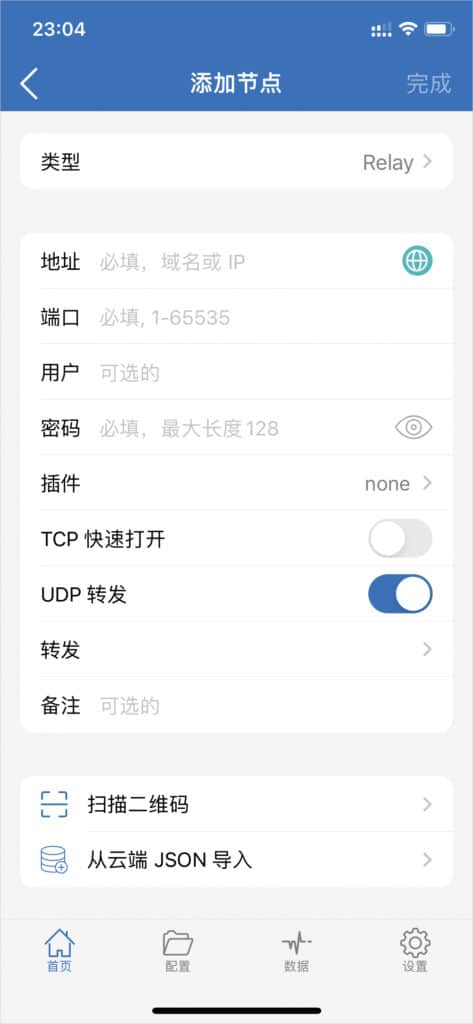 23:04
添加节点 完成
类型 Relay
地址 必填，域名或 IP
端口 必填, 1-65535
用户 可选的
密码 必填，最大长度128
插件 none
TCP 快速打开
UDP 转发
转发
备注 可选的
扫描二维码
从云端 JSON 导入
首页 配置 数据 设置